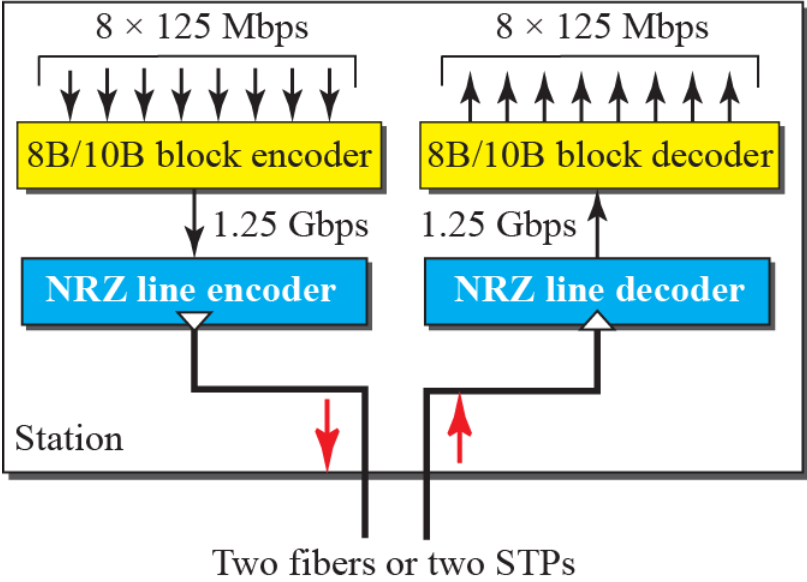 8 × 125 Mbps
8 × 125 Mbps
8B/10B block encoder
8B/10B block decoder
1.25 Gbps
1.25 Gbps
NRZ line encoder
NRZ line decoder
Station
Two fibers or two STPs